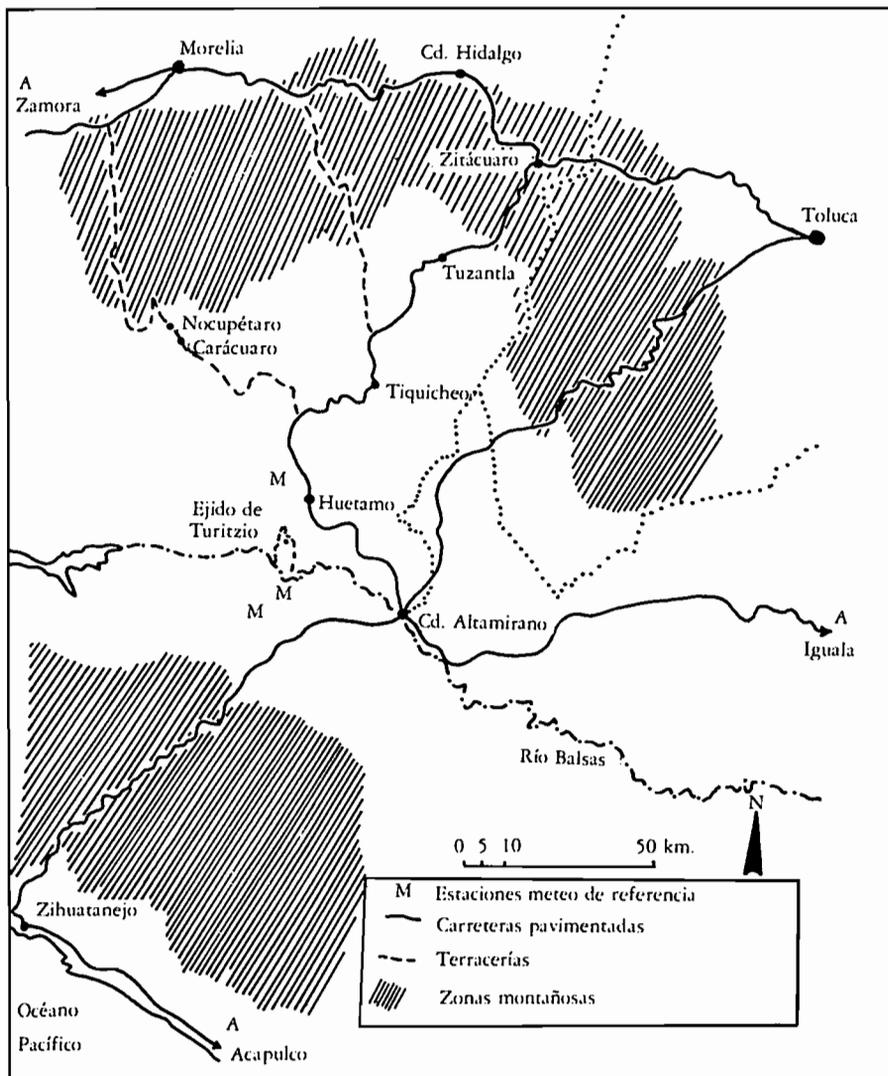 Morelia
Cd. Hidalgo
A
Zamora
Zitácuaro
Toluca
Tuzantla
Nocupétaro
Carácuaro
Tiquicheo
M
Huetamo
Ejido de
Turitzio
M
M
Cd. Altamirano
A
Iguala
Río Balsas
N
0 5 10 50 km.
M Estaciones meteo de referencia
Carreteras pavimentadas
Terracerías
Zonas montañosas
Zihuatanejo
Océano
Pacífico
A
Acapulco